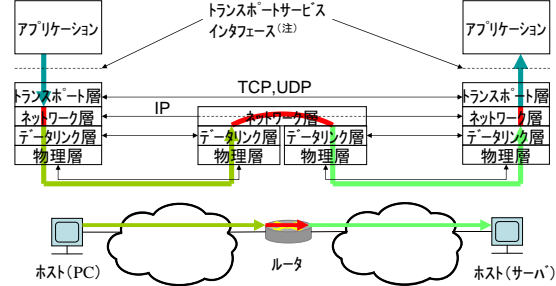 アプリケーション
トランスポートサービス
インタフェース(注)
アプリケーション
TCP,UDP
IP
トランスポート層
ネットワーク層
データリンク層
物理層
ネットワーク層
データリンク層
物理層
データリンク層
物理層
トランスポート層
ネットワーク層
データリンク層
物理層
ホスト(PC)
ルータ
ホスト(サーバ)